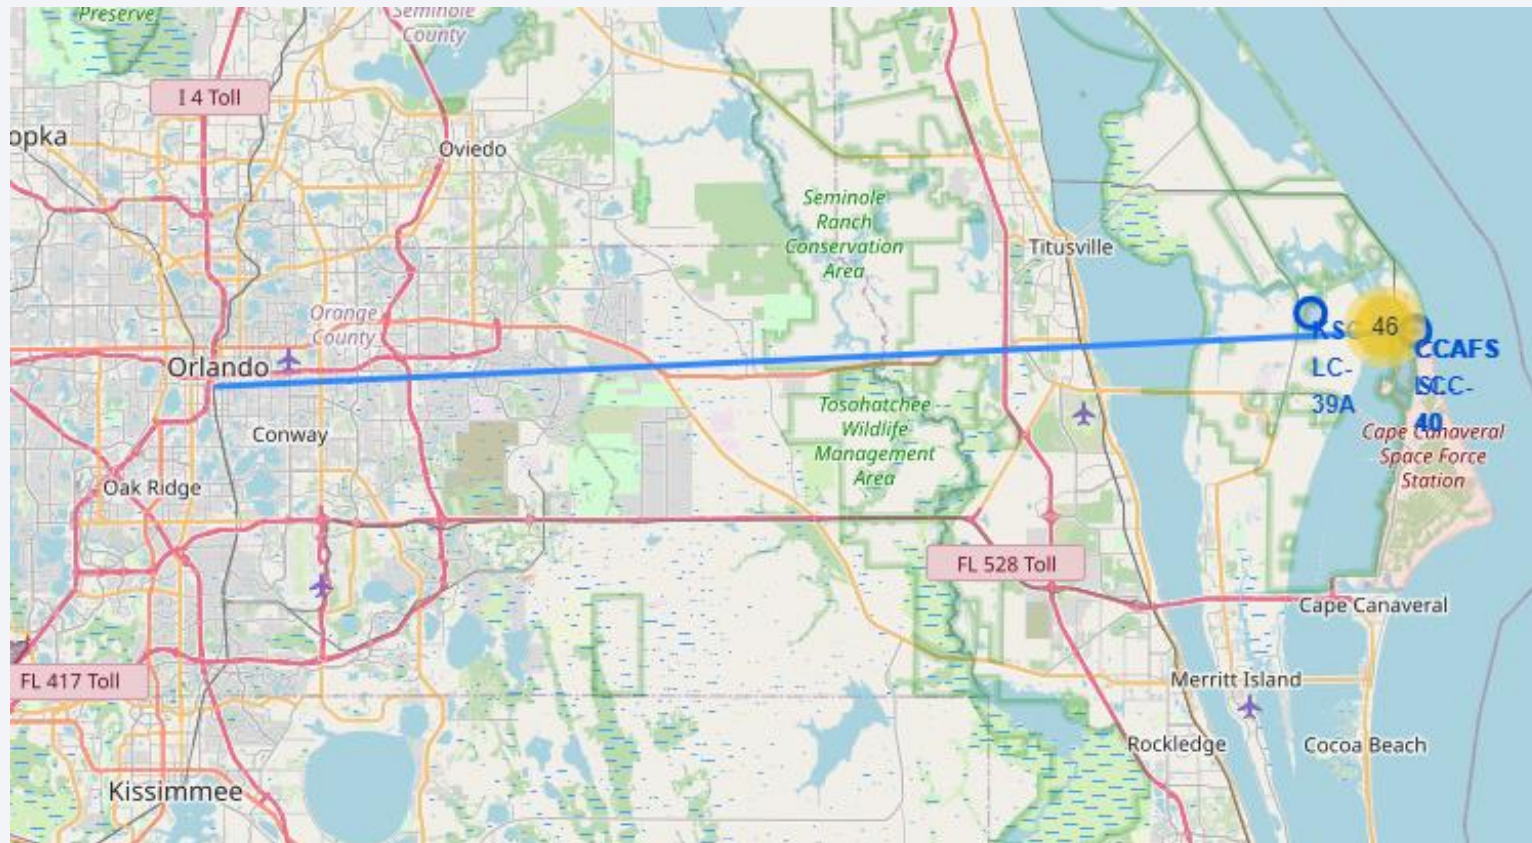 Preserve
Seminole
County
I 4 Toll
opka
Oviedo
Seminole
Ranch
Conservation
Area
Titusville
Orange
County
Orlando
46
KSC
LC-
39A
CCAFS
40
Tosohatchee
Wildlife
Management
Area
Conway
Cape Canaveral
Space Force
Station
Oak Ridge
FL 528 Toll
Cape Canaveral
FL 417 Toll
Merritt Island
Rockledge
Cocoa Beach
Kissimmee